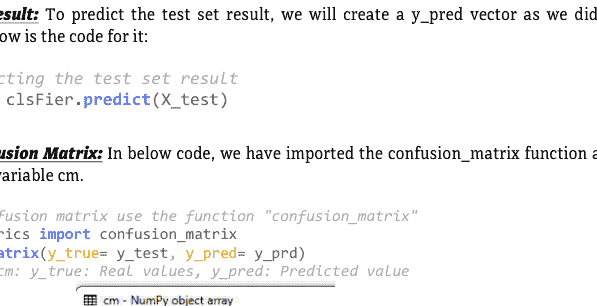 esult: To predict the test set result, we will create a y_pred vector as we did
ow is the code for it:
cting the test set result
clsFier.predict(X_test)
usion Matrix: In below code, we have imported the confusion_matrix function a
variable cm.
fusion matrix use the function "confusion_matrix"
rics import confusion_matrix
atrix(y_true= y_test, y_pred= y_prd)
cm: y_true: Real values, y_pred: Predicted value
cm - NumPy object array